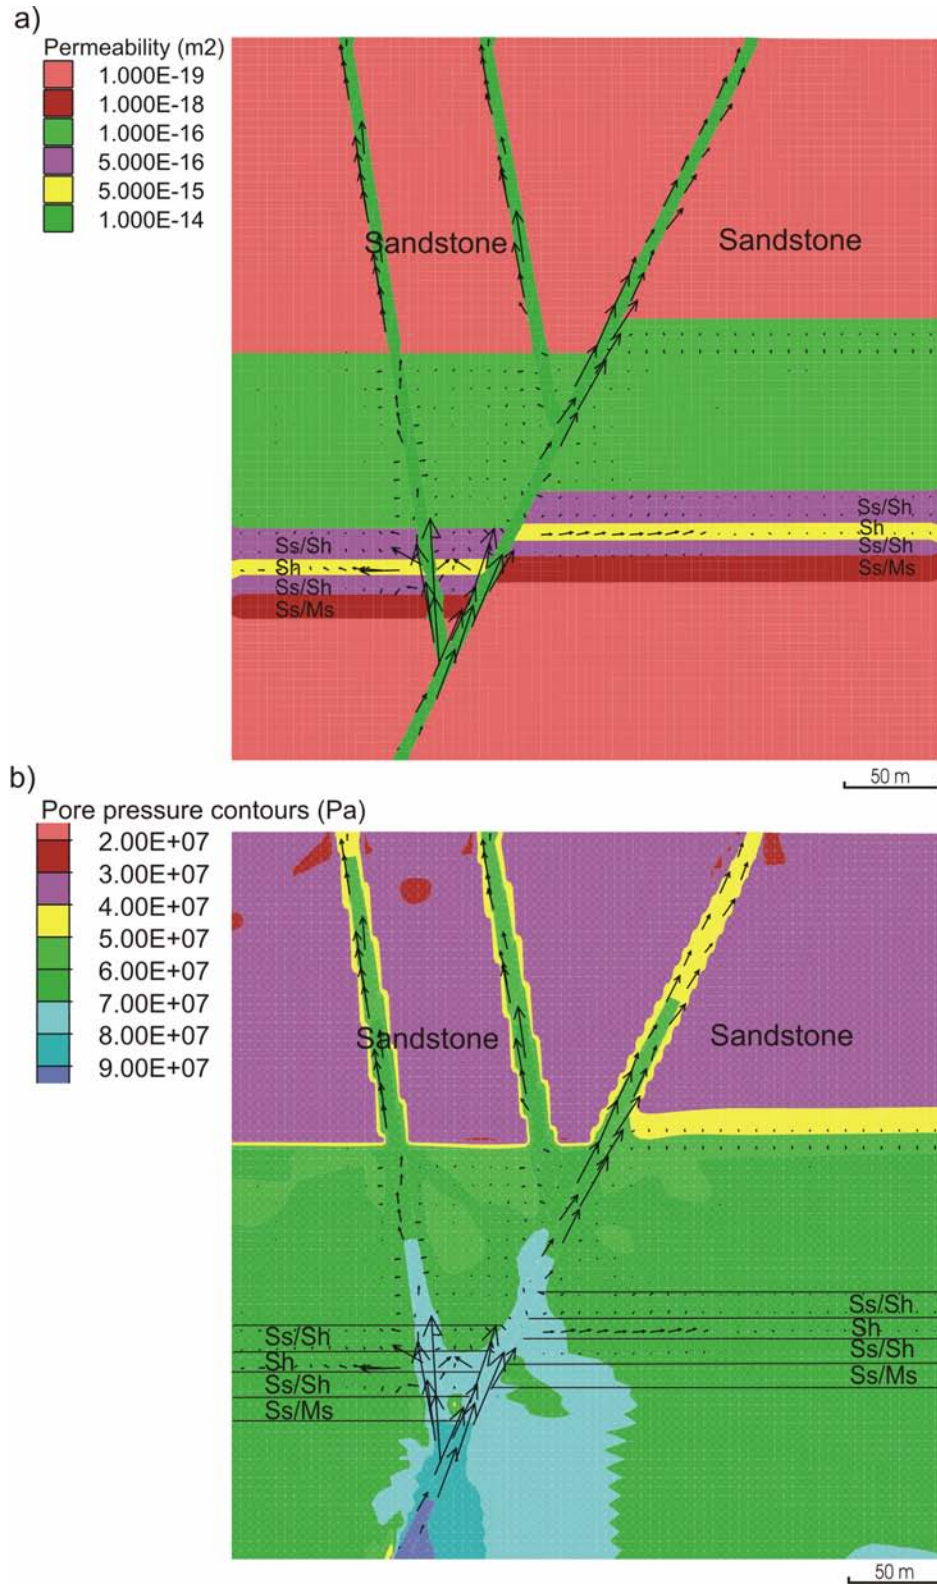 a)
Permeability (m2)
1.000E-19
1.000E-18
1.000E-16
5.000E-16
5.000E-15
1.000E-14
Sandstone
Sandstone
Ss/Sh
Sh
Ss/Sh
Ss/Ms
Ss/Sh
Sh
Ss/Sh
Ss/Ms
50 m
b)
Pore pressure contours (Pa)
2.00E+07
3.00E+07
4.00E+07
5.00E+07
6.00E+07
7.00E+07
8.00E+07
9.00E+07
Sandstone
Sandstone
Ss/Sh
Sh
Ss/Sh
Ss/Ms
Ss/Sh
Sh
Ss/Sh
Ss/Ms
50 m